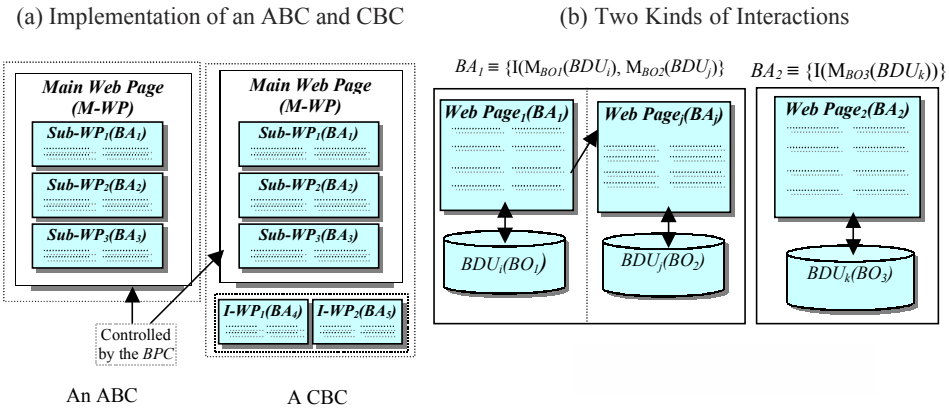 (a) Implementation of an ABC and CBC
Main Web Page
(M-WP)
Sub-WP1(BA1)
Sub-WP2(BA2)
Sub-WP3(BA3)
Main Web Page
(M-WP)
Sub-WP1(BA1)
Sub-WP2(BA2)
Sub-WP3(BA3)
I-WP1(BA4)
I-WP2(BA5)
Controlled
by the BPC
An ABC
A CBC
(b) Two Kinds of Interactions
BA1 ≡ {I(MBO1(BDUi), MBO2(BDUj)}
Web Page1(BA1)
Web Pagej(BAj)
BDUi(BO1)
BDUj(BO2)
BA2 ≡ {I(MBO3(BDUk))}
Web Page2(BA2)
BDUk(BO3)